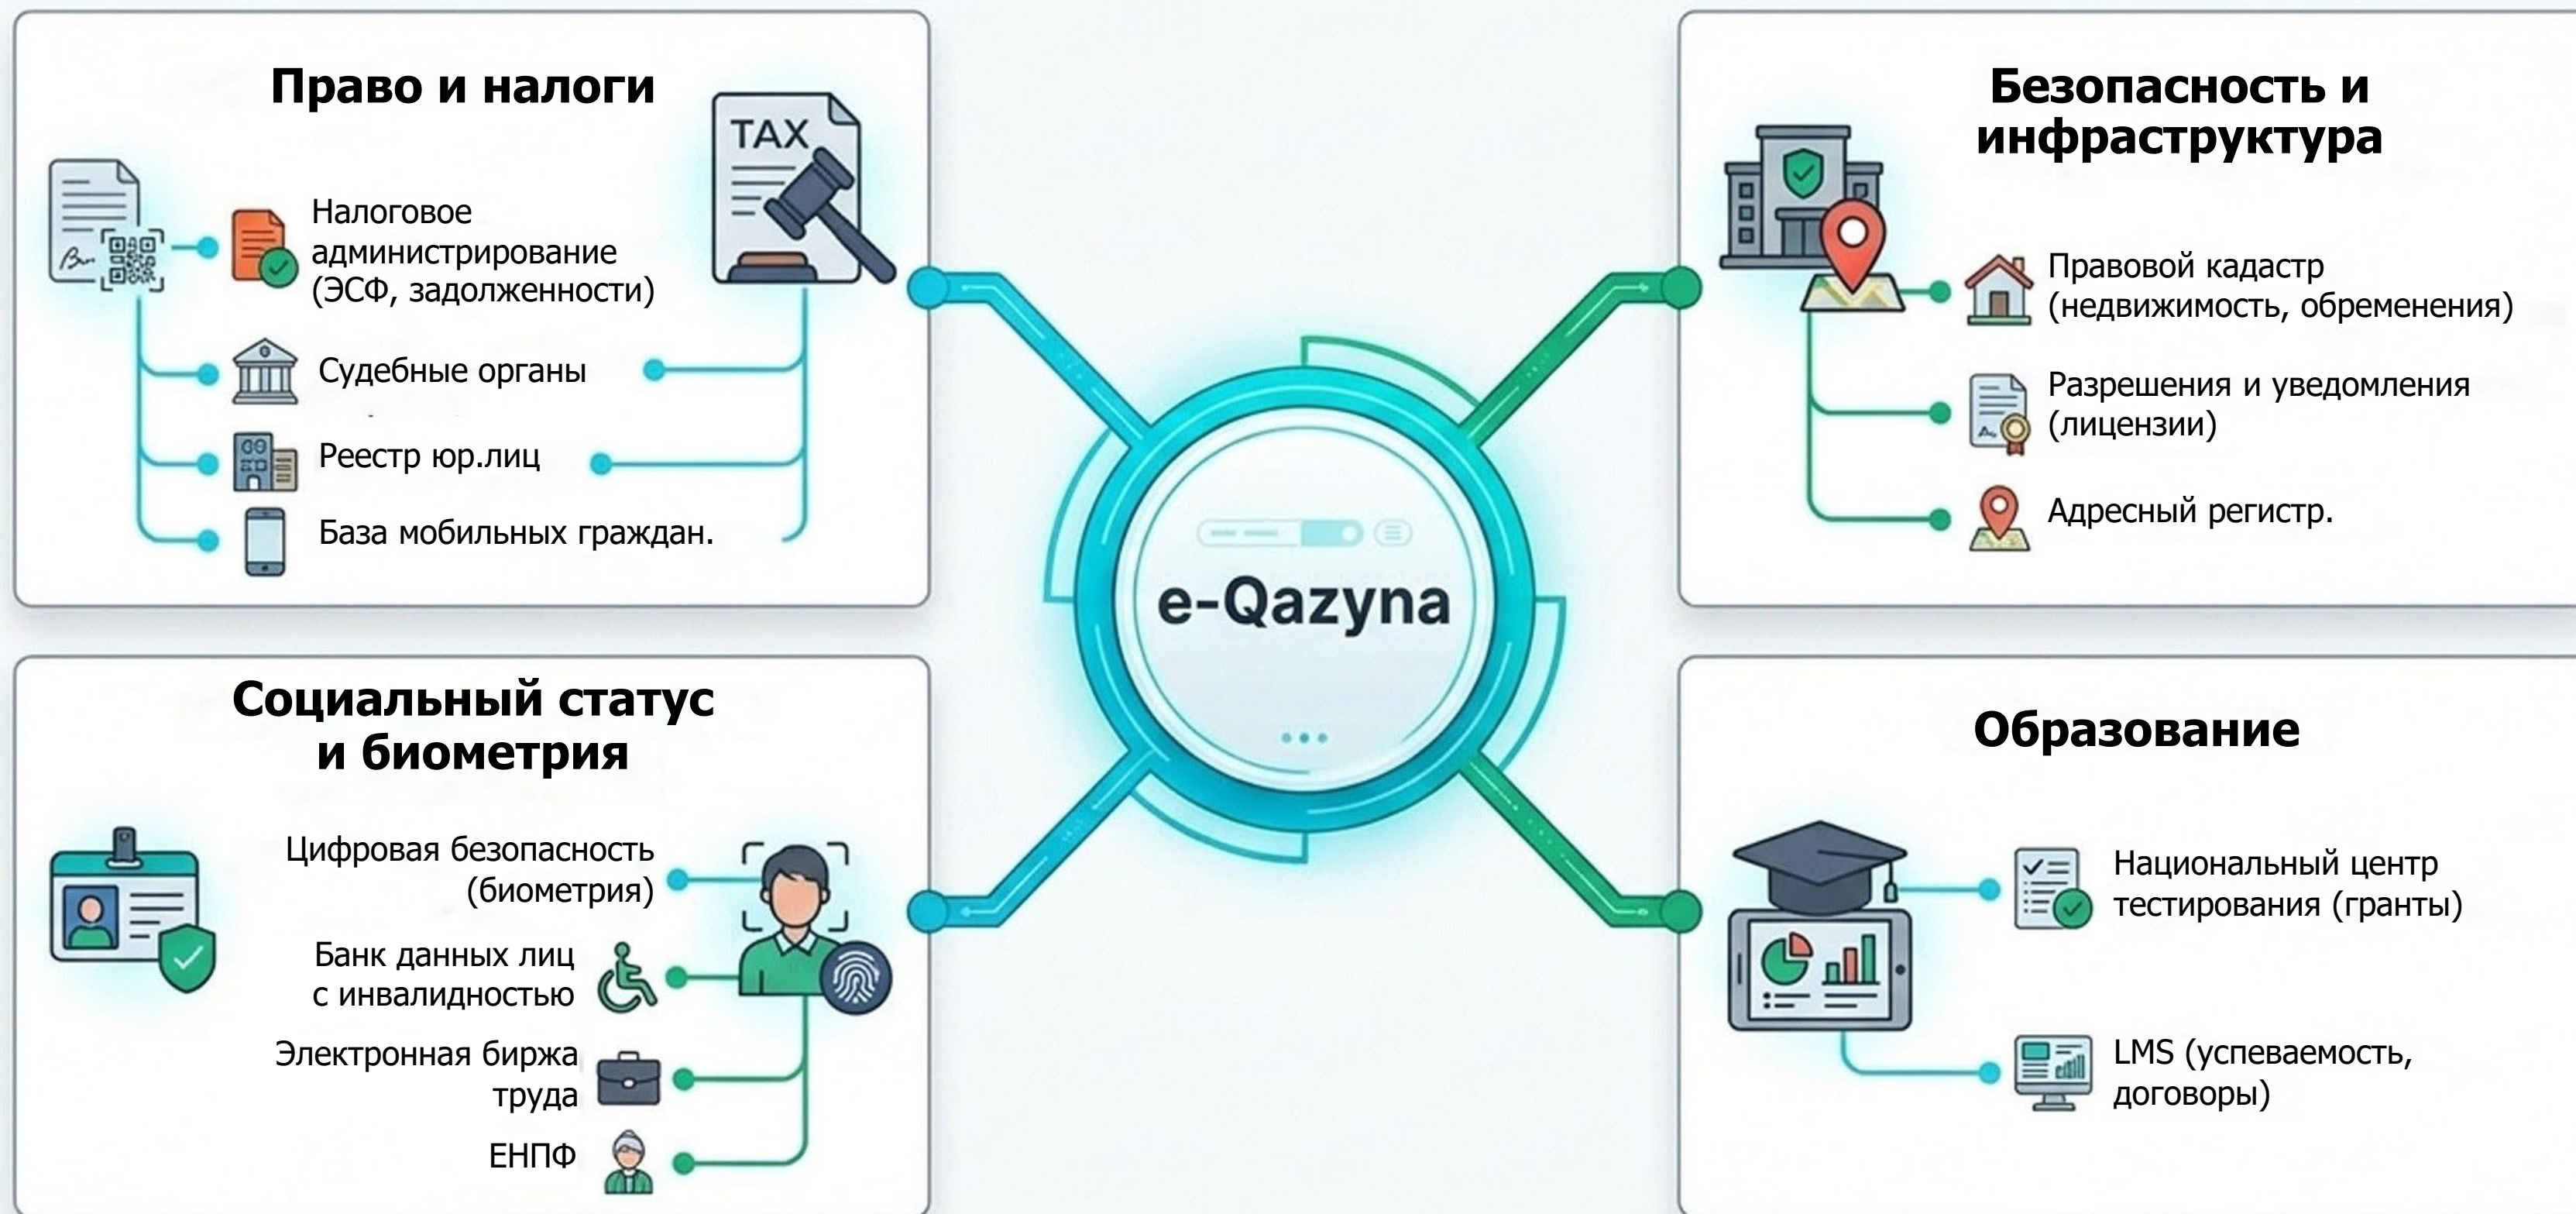 Право и налоги
TAX
Налоговое
администрирование
(ЭСФ, задолженности)
Судебные органы
Реестр юр.лиц
База мобильных граждан.
Безопасность и
инфраструктура
Правовой кадастр
(недвижимость, обременения)
Разрешения и уведомления
(лицензии)
Адресный регистр.
e-Qazyna
Социальный статус
и биометрия
Цифровая безопасность
(биометрия)
Банк данных лиц
с инвалидностью
Электронная биржа
труда
ЕНПФ
Образование
Национальный центр
тестирования (гранты)
LMS (успеваемость,
договоры)